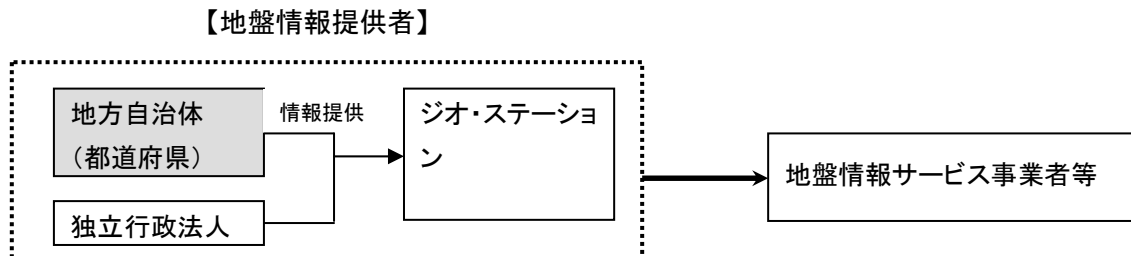 【地盤情報提供者】
地方自治体
（都道府県）
情報提供
ジオ・ステーショ
ン
独立行政法人
地盤情報サービス事業者等